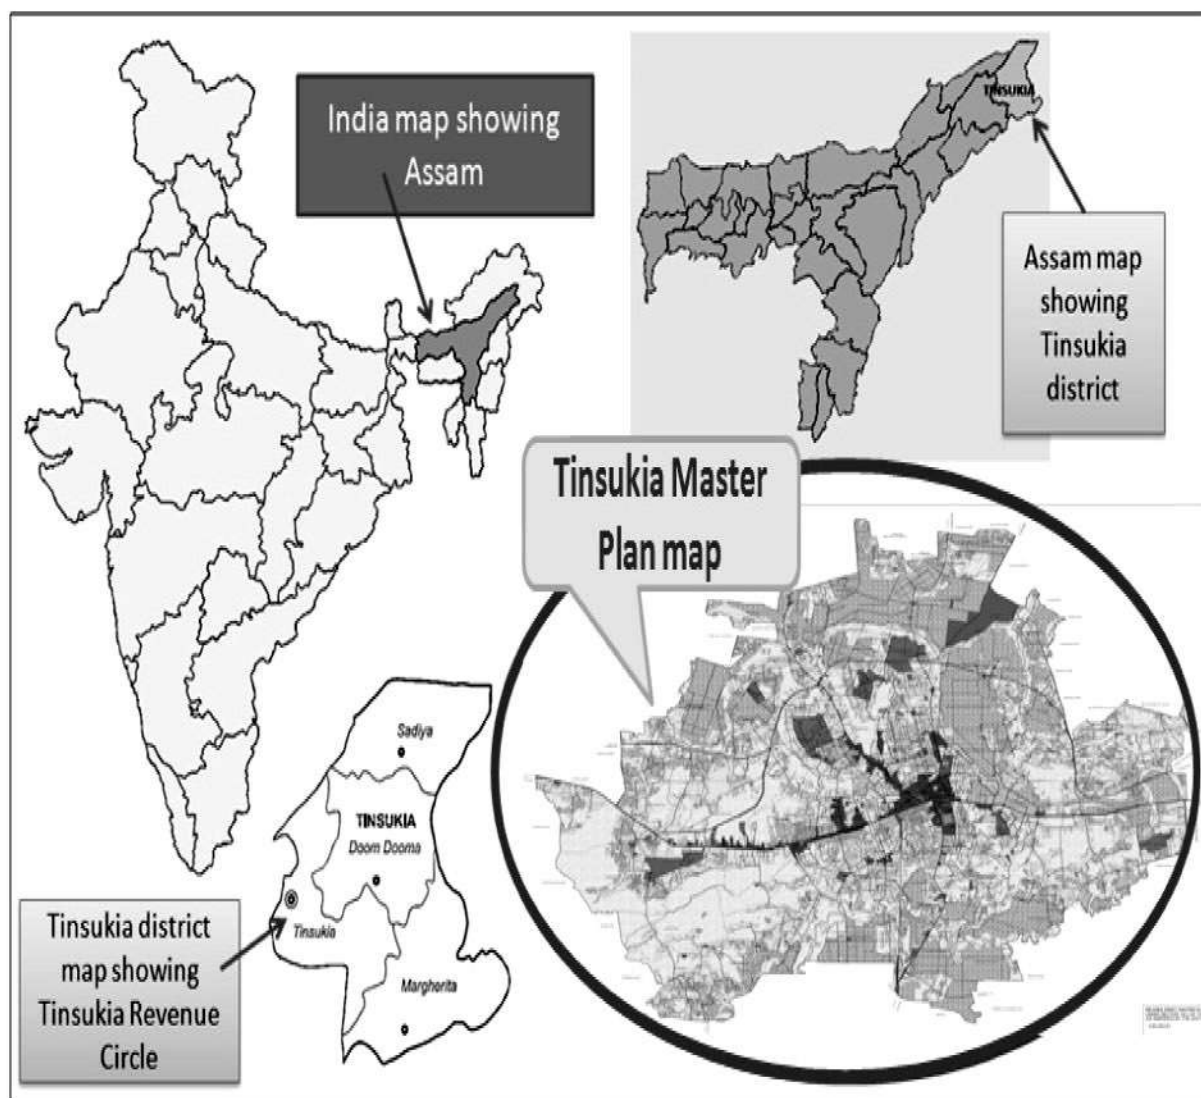 India map showing
Assam
TINSUKIA
Assam map
showing
Tinsukia
district
Tinsukia Master
Plan map
Sadiya
TINSUKIA
Doom Dooma
Tinsukia
Margherita
Tinsukia district
map showing
Tinsukia Revenue
Circle